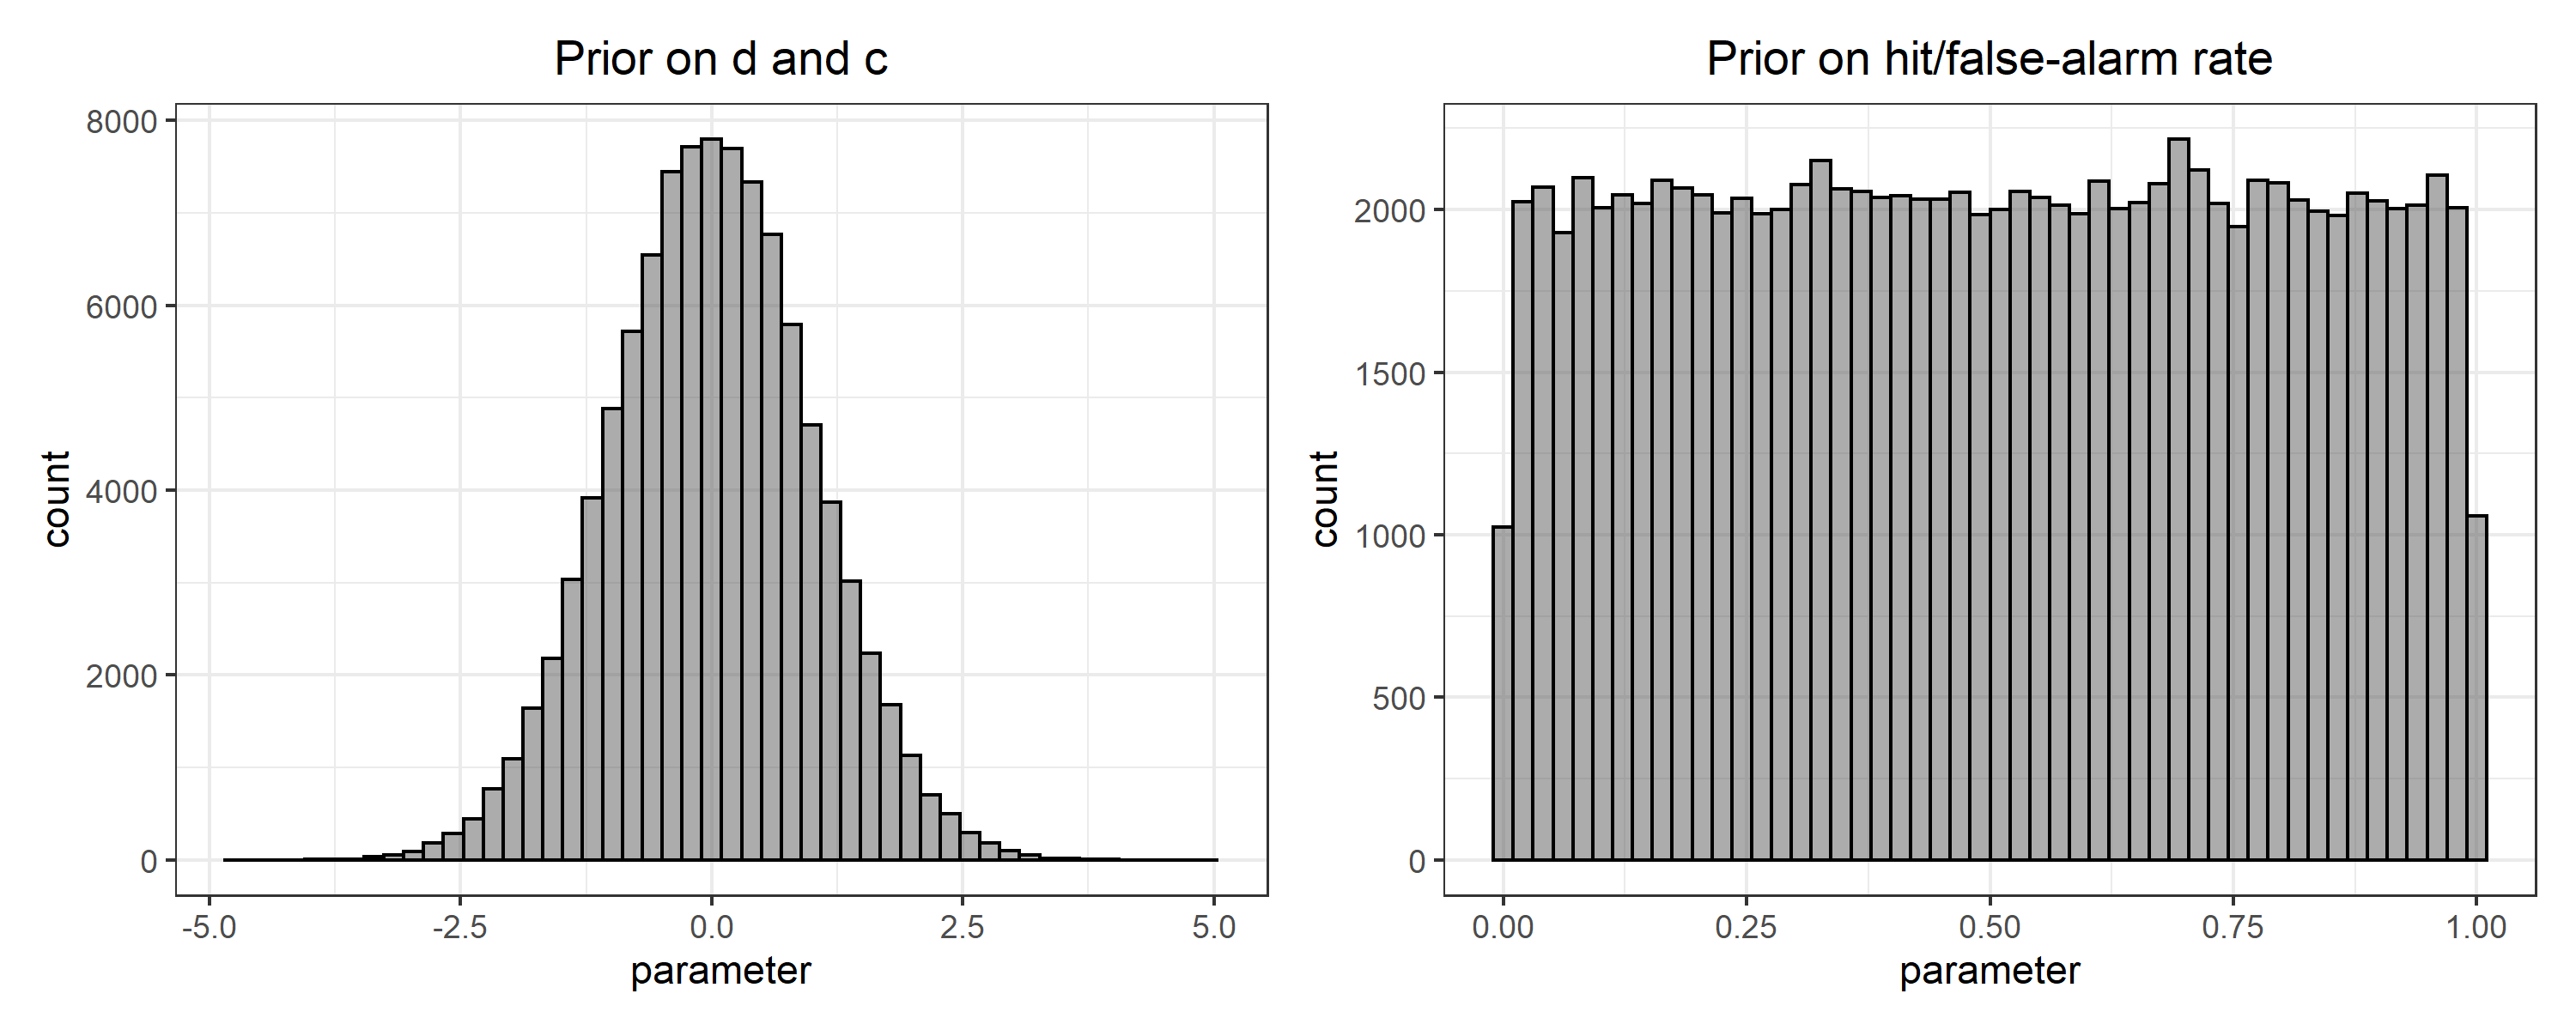 Prior on d and c
8000
6000
4000
2000
0
count
-5.0 -2.5 0.0 2.5 5.0
parameter
Prior on hit/false-alarm rate
2000
1500
1000
500
0
count
0.00 0.25 0.50 0.75 1.00
parameter